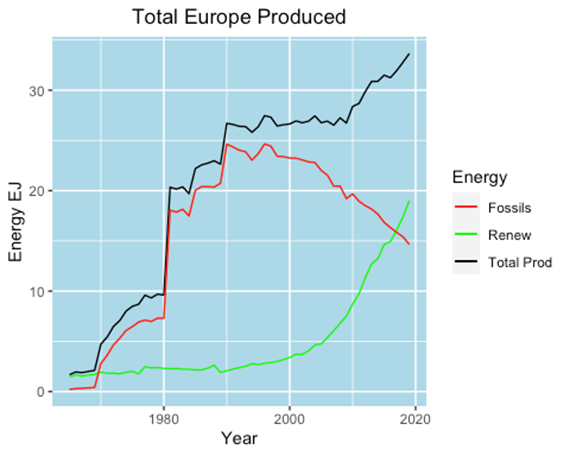 Total Europe Produced
30
20
10
0
Energy EJ
1980
2000
2020
Year
Energy
Fossils
Renew
Total Prod